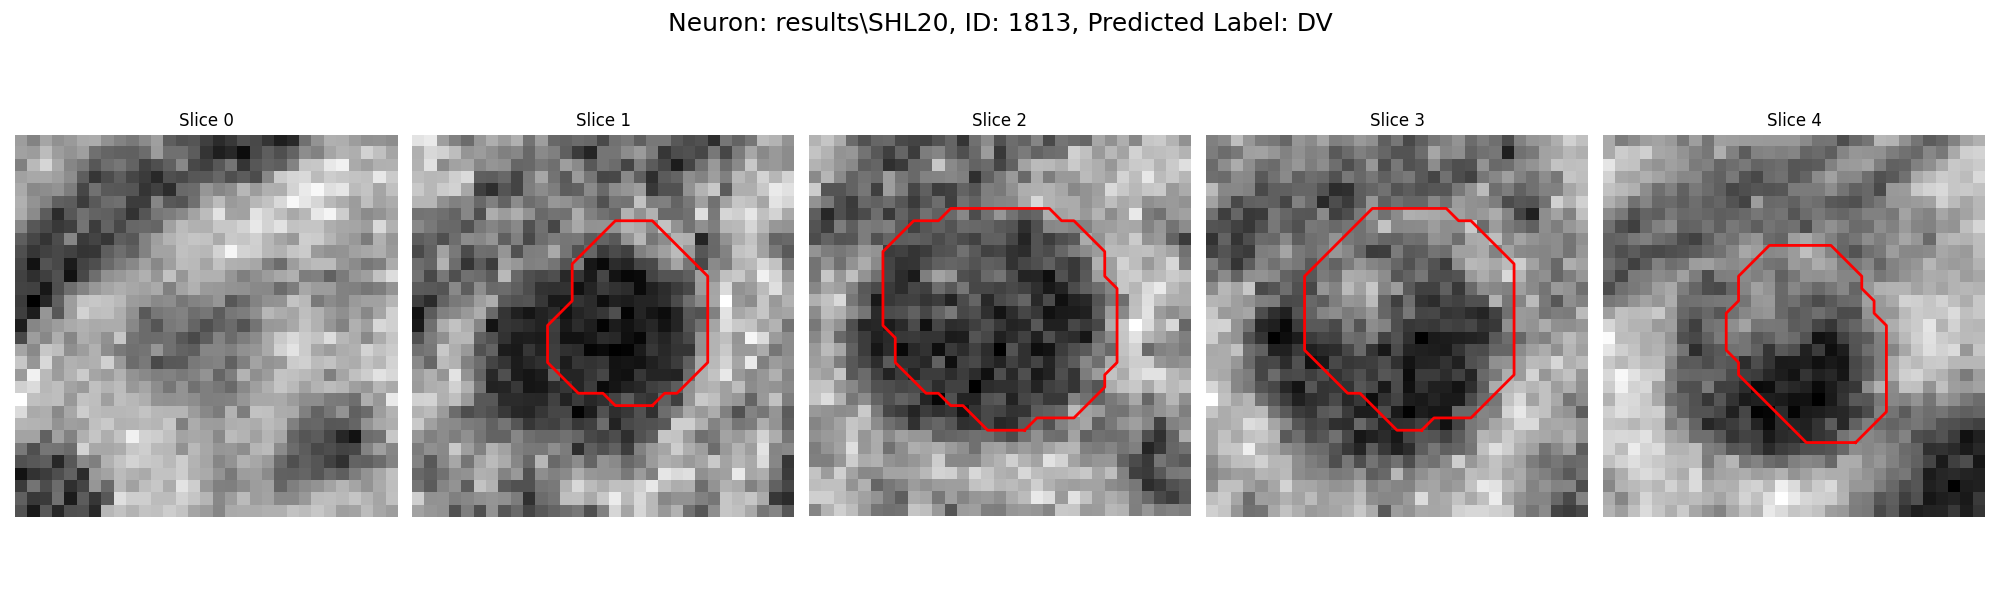 Neuron: results\SHL20, ID: 1813, Predicted Label: DV
Slice 0
Slice 1
Slice 2
Slice 3
Slice 4